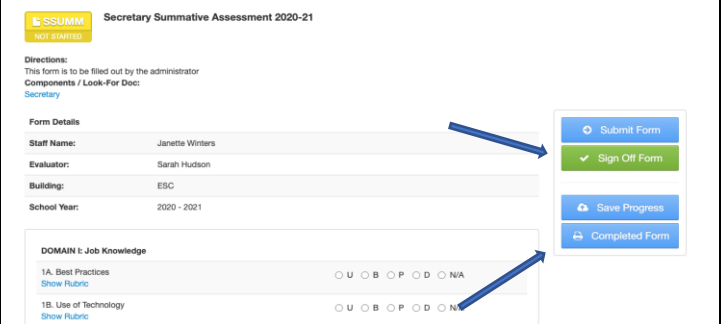 SSUMM
NOT STARTED
Secretary Summative Assessment 2020-21
Directions:
This form is to be filled out by the administrator
Components / Look-For Doc:
Secretary
Form Details
Staff Name: Janette Winters
Evaluator: Sarah Hudson
Building: ESC
School Year: 2020 - 2021
Submit Form
Sign Off Form
Save Progress
Completed Form
DOMAIN I: Job Knowledge
1A. Best Practices
Show Rubric
U B P D N/A
1B. Use of Technology
Show Rubric
U B P D N/A